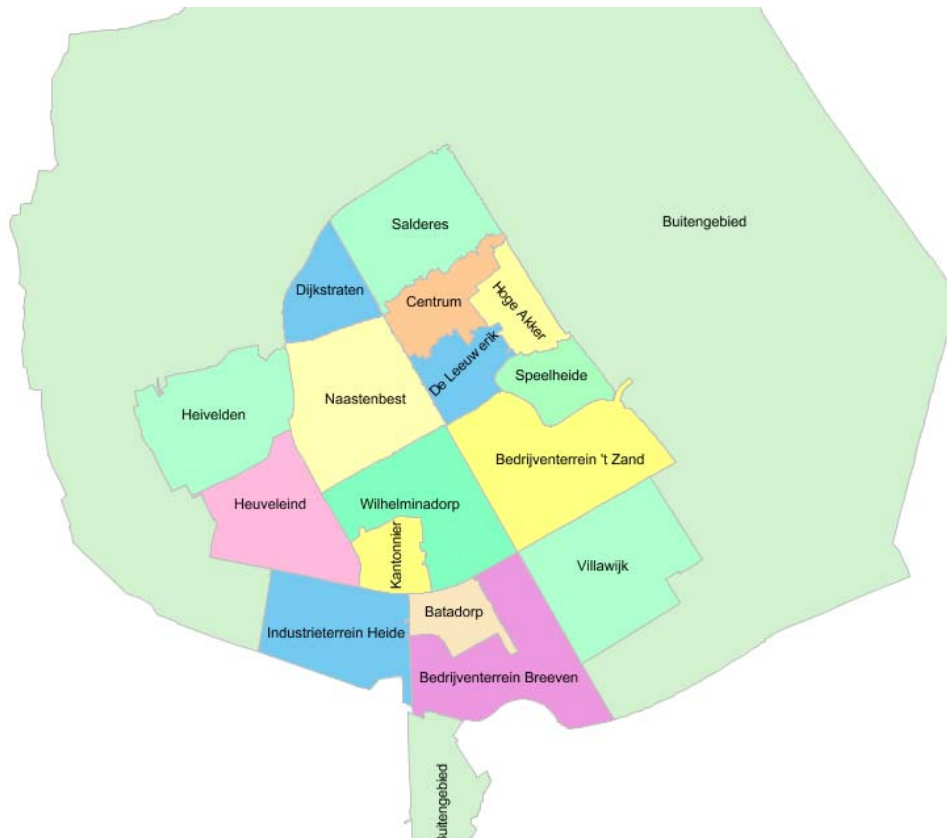 Buitengebied
Salderes
Dijkstraten
Centrum
Hoge Akker
De Leeuwerik
Speelheide
Heivelden
Naastenbest
Bedrijventerrein 't Zand
Heuveleind
Wilhelminadorp
Kantonnier
Villawijk
Batadorp
Industrieterrein Heide
Bedrijventerrein Breeven
Buitengebied